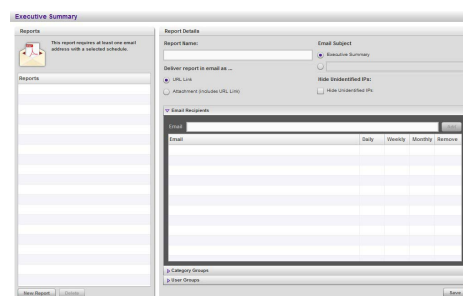 Executive Summary
Reports
This report requires at least one email
address with a selected schedule.
Reports
New Report
Delete
Report Details
Report Name:
Email Subject
Executive Summary
Deliver report in email as ...
URL Link
Attachment (includes URL Link)
Hide Unidentified IPs:
Hide Unidentified IPs:
Email Recipients
Email
Add
Email Daily Weekly Monthly Remove
Category Groups
User Groups
Save